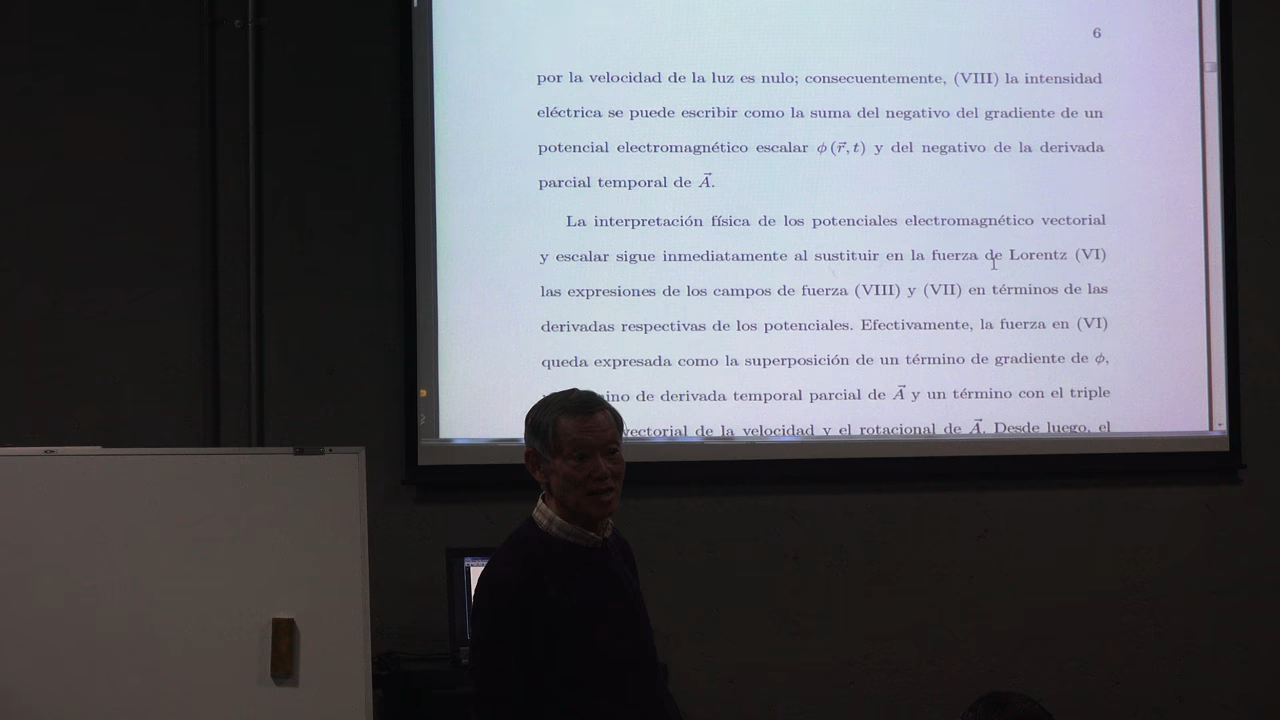 6
por la velocidad de la luz es nulo; consecuentemente, (VIII) la intensidad
eléctrica se puede escribir como la suma del negativo del gradiente de un
potencial electromagnético escalar ϕ(r⃗, t) y del negativo de la derivada
parcial temporal de A⃗.
La interpretación física de los potenciales electromagnético vectorial
y escalar sigue inmediatamente al sustituir en la fuerza de Lorentz (VI)
las expresiones de los campos de fuerza (VIII) y (VII) en términos de las
derivadas respectivas de los potenciales. Efectivamente, la fuerza en (VI)
queda expresada como la superposición de un término de gradiente de ϕ,
de derivada temporal parcial de A⃗ y un término con el triple
vectorial de la velocidad y el rotacional de A⃗. Desde luego, el